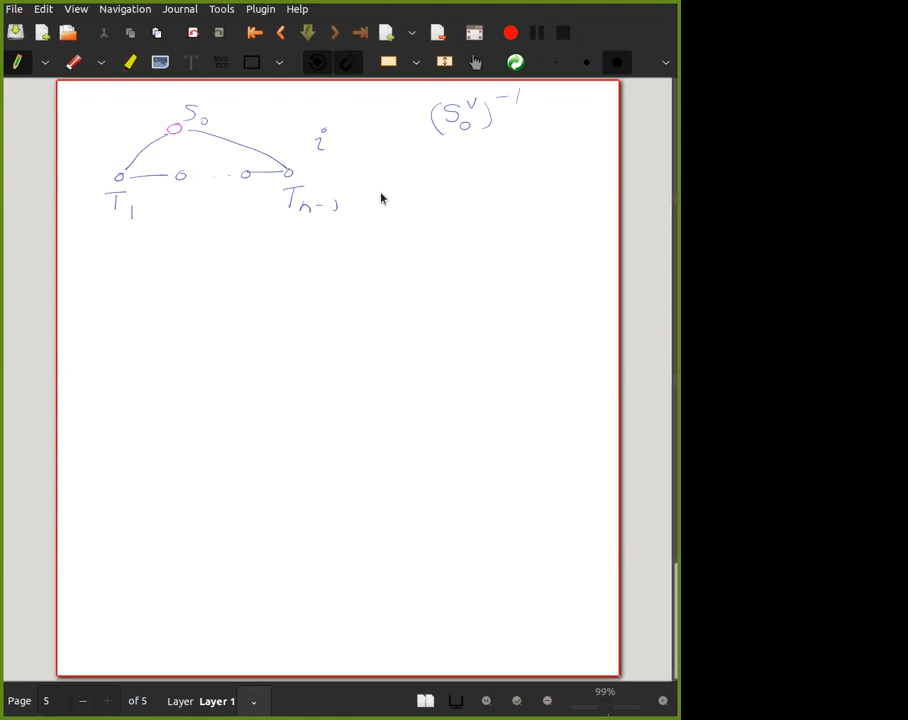 File Edit View Navigation Journal Tools Plugin Help
S₀
(S₀^∨)^{-1}
i
T₁
T_{n-1}
Page 5 of 5 Layer Layer 1 99%